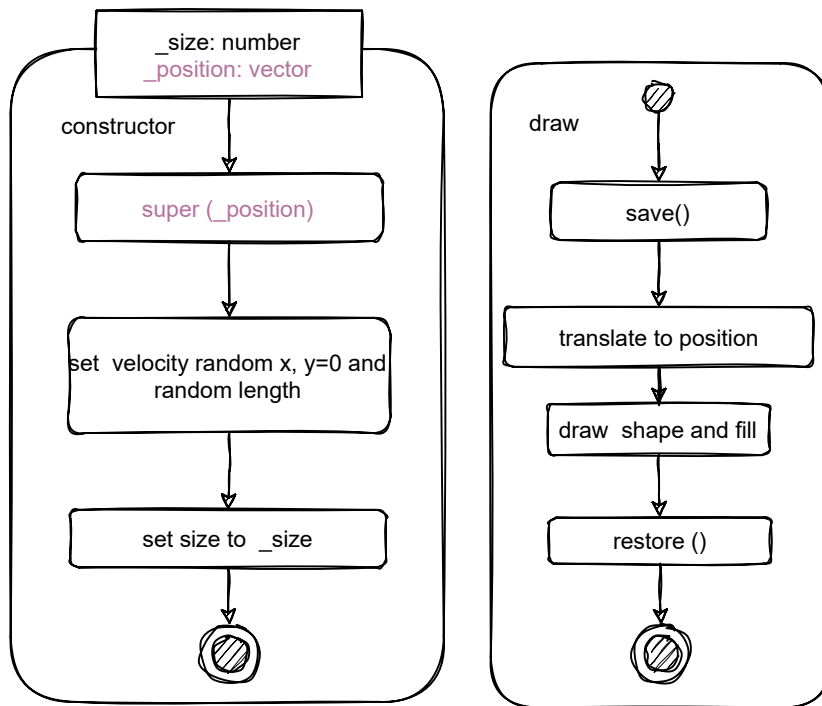 _size: number
_position: vector
constructor
super (_position)
set  velocity random x, y=0 and
random length
set size to  _size
draw
save()
translate to position
draw  shape and fill
restore ()